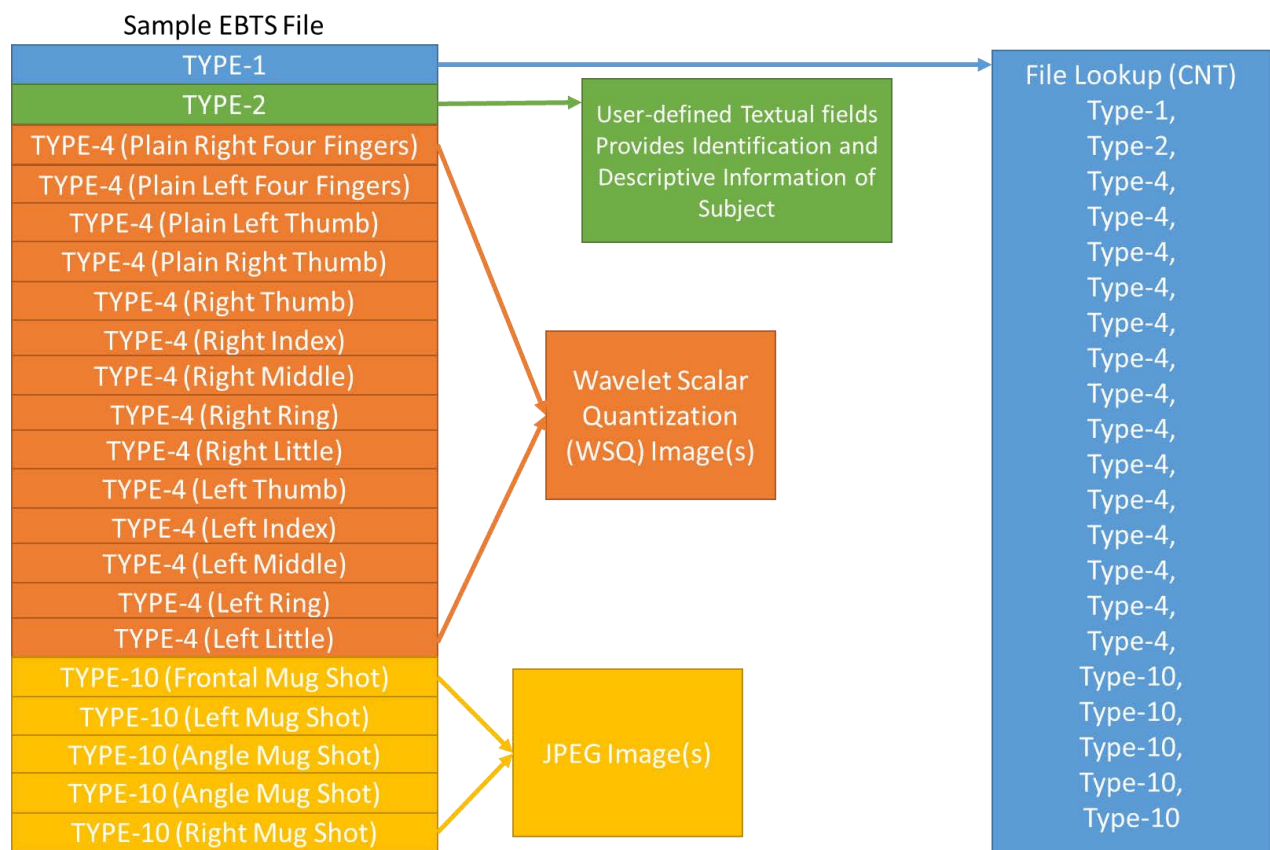 Sample EBTS File
TYPE-1
TYPE-2
TYPE-4 (Plain Right Four Fingers)
TYPE-4 (Plain Left Four Fingers)
TYPE-4 (Plain Left Thumb)
TYPE-4 (Plain Right Thumb)
TYPE-4 (Right Thumb)
TYPE-4 (Right Index)
TYPE-4 (Right Middle)
TYPE-4 (Right Ring)
TYPE-4 (Right Little)
TYPE-4 (Left Thumb)
TYPE-4 (Left Index)
TYPE-4 (Left Middle)
TYPE-4 (Left Ring)
TYPE-4 (Left Little)
TYPE-10 (Frontal Mug Shot)
TYPE-10 (Left Mug Shot)
TYPE-10 (Angle Mug Shot)
TYPE-10 (Angle Mug Shot)
TYPE-10 (Right Mug Shot)
User-defined Textual fields
Provides Identification and
Descriptive Information of
Subject
Wavelet Scalar
Quantization
(WSQ) Image(s)
JPEG Image(s)
File Lookup (CNT)
Type-1,
Type-2,
Type-4,
Type-4,
Type-4,
Type-4,
Type-4,
Type-4,
Type-4,
Type-4,
Type-4,
Type-4,
Type-4,
Type-4,
Type-4,
Type-4,
Type-10,
Type-10,
Type-10,
Type-10,
Type-10